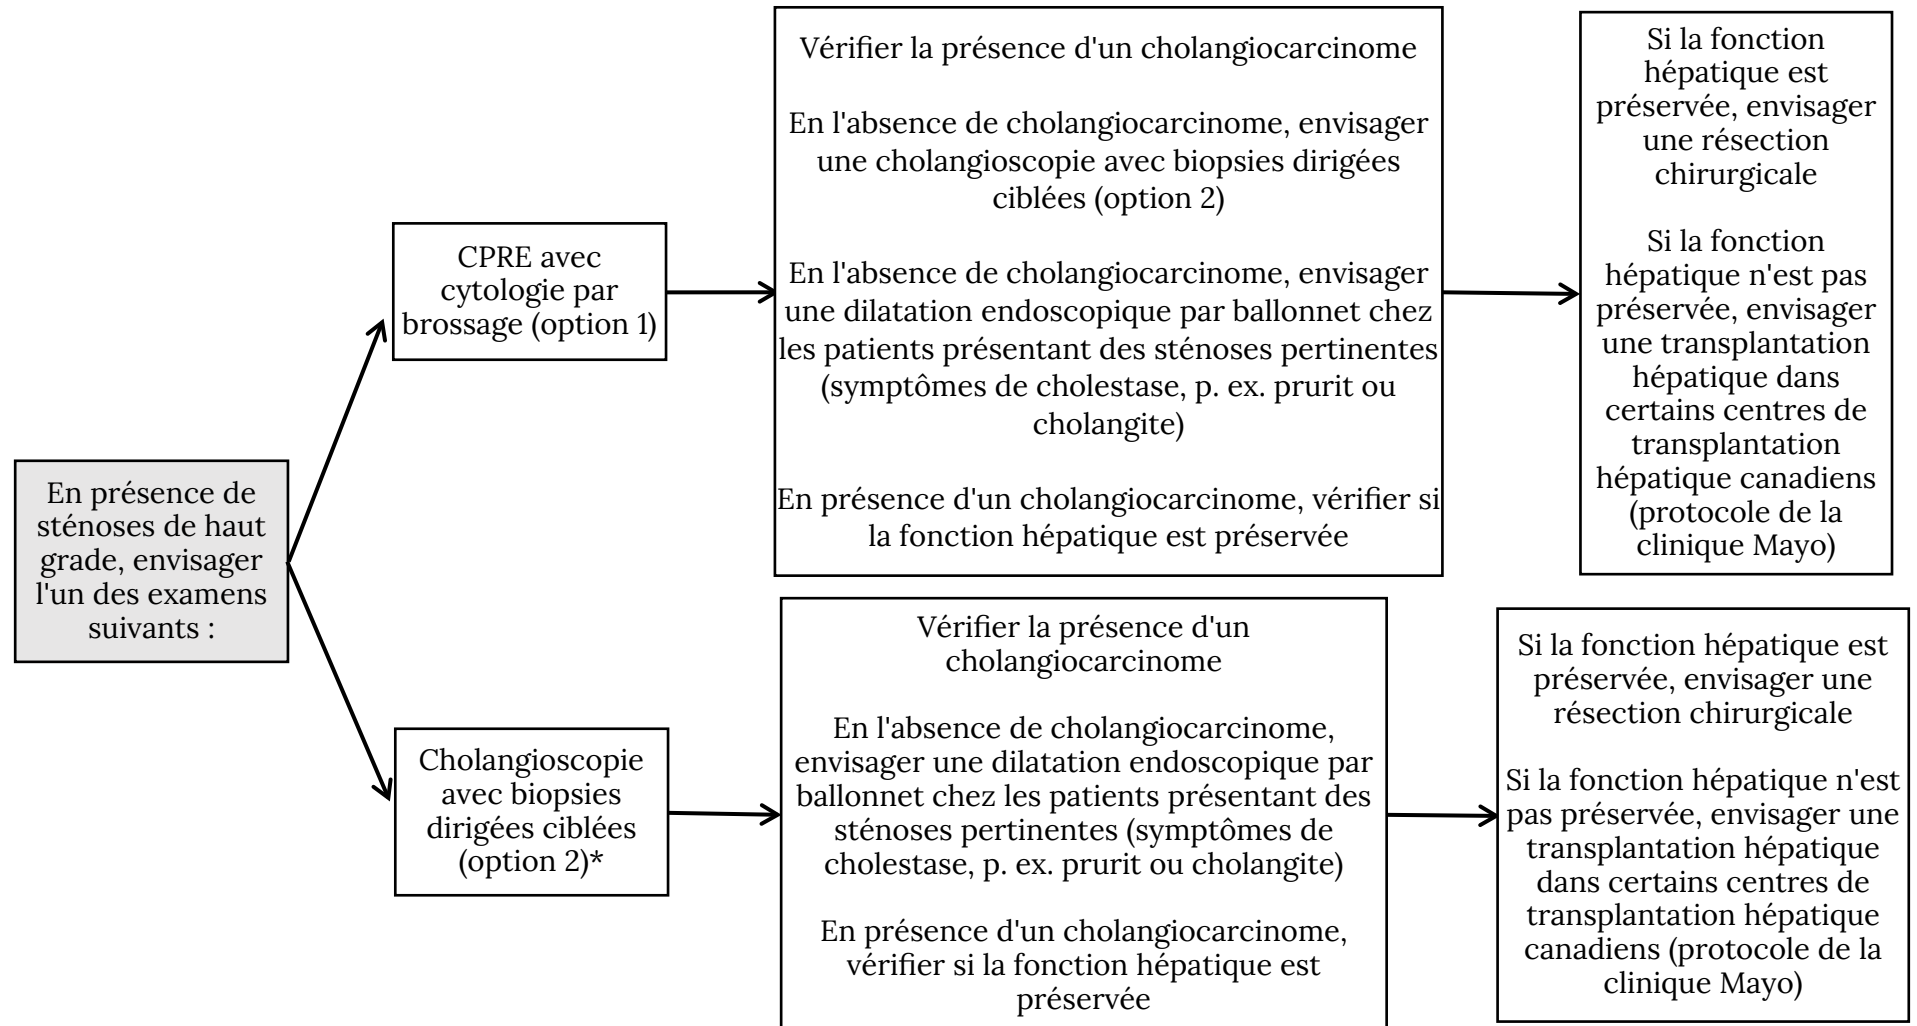 En présence de
sténoses de haut
grade, envisager
l'un des examens
suivants :
CPRE avec
cytologie par
brossage (option 1)
Vérifier la présence d'un cholangiocarcinome
En l'absence de cholangiocarcinome, envisager
une cholangioscopie avec biopsies dirigées
ciblées (option 2)
En l'absence de cholangiocarcinome, envisager
une dilatation endoscopique par ballonnet chez
les patients présentant des sténoses pertinentes
(symptômes de cholestase, p. ex. prurit ou
cholangite)
En présence d'un cholangiocarcinome, vérifier si
la fonction hépatique est préservée
Si la fonction
hépatique est
préservée, envisager
une résection
chirurgicale
Si la fonction
hépatique n'est pas
préservée, envisager
une transplantation
hépatique dans
certains centres de
transplantation
hépatique canadiens
(protocole de la
clinique Mayo)
Cholangioscopie
avec biopsies
dirigées ciblées
(option 2)*
Vérifier la présence d'un
cholangiocarcinome
En l'absence de cholangiocarcinome,
envisager une dilatation endoscopique par
ballonnet chez les patients présentant des
sténoses pertinentes (symptômes de
cholestase, p. ex. prurit ou cholangite)
En présence d'un cholangiocarcinome,
vérifier si la fonction hépatique est
préservée
Si la fonction hépatique est
préservée, envisager une
résection chirurgicale
Si la fonction hépatique n'est
pas préservée, envisager une
transplantation hépatique
dans certains centres de
transplantation hépatique
canadiens (protocole de la
clinique Mayo)